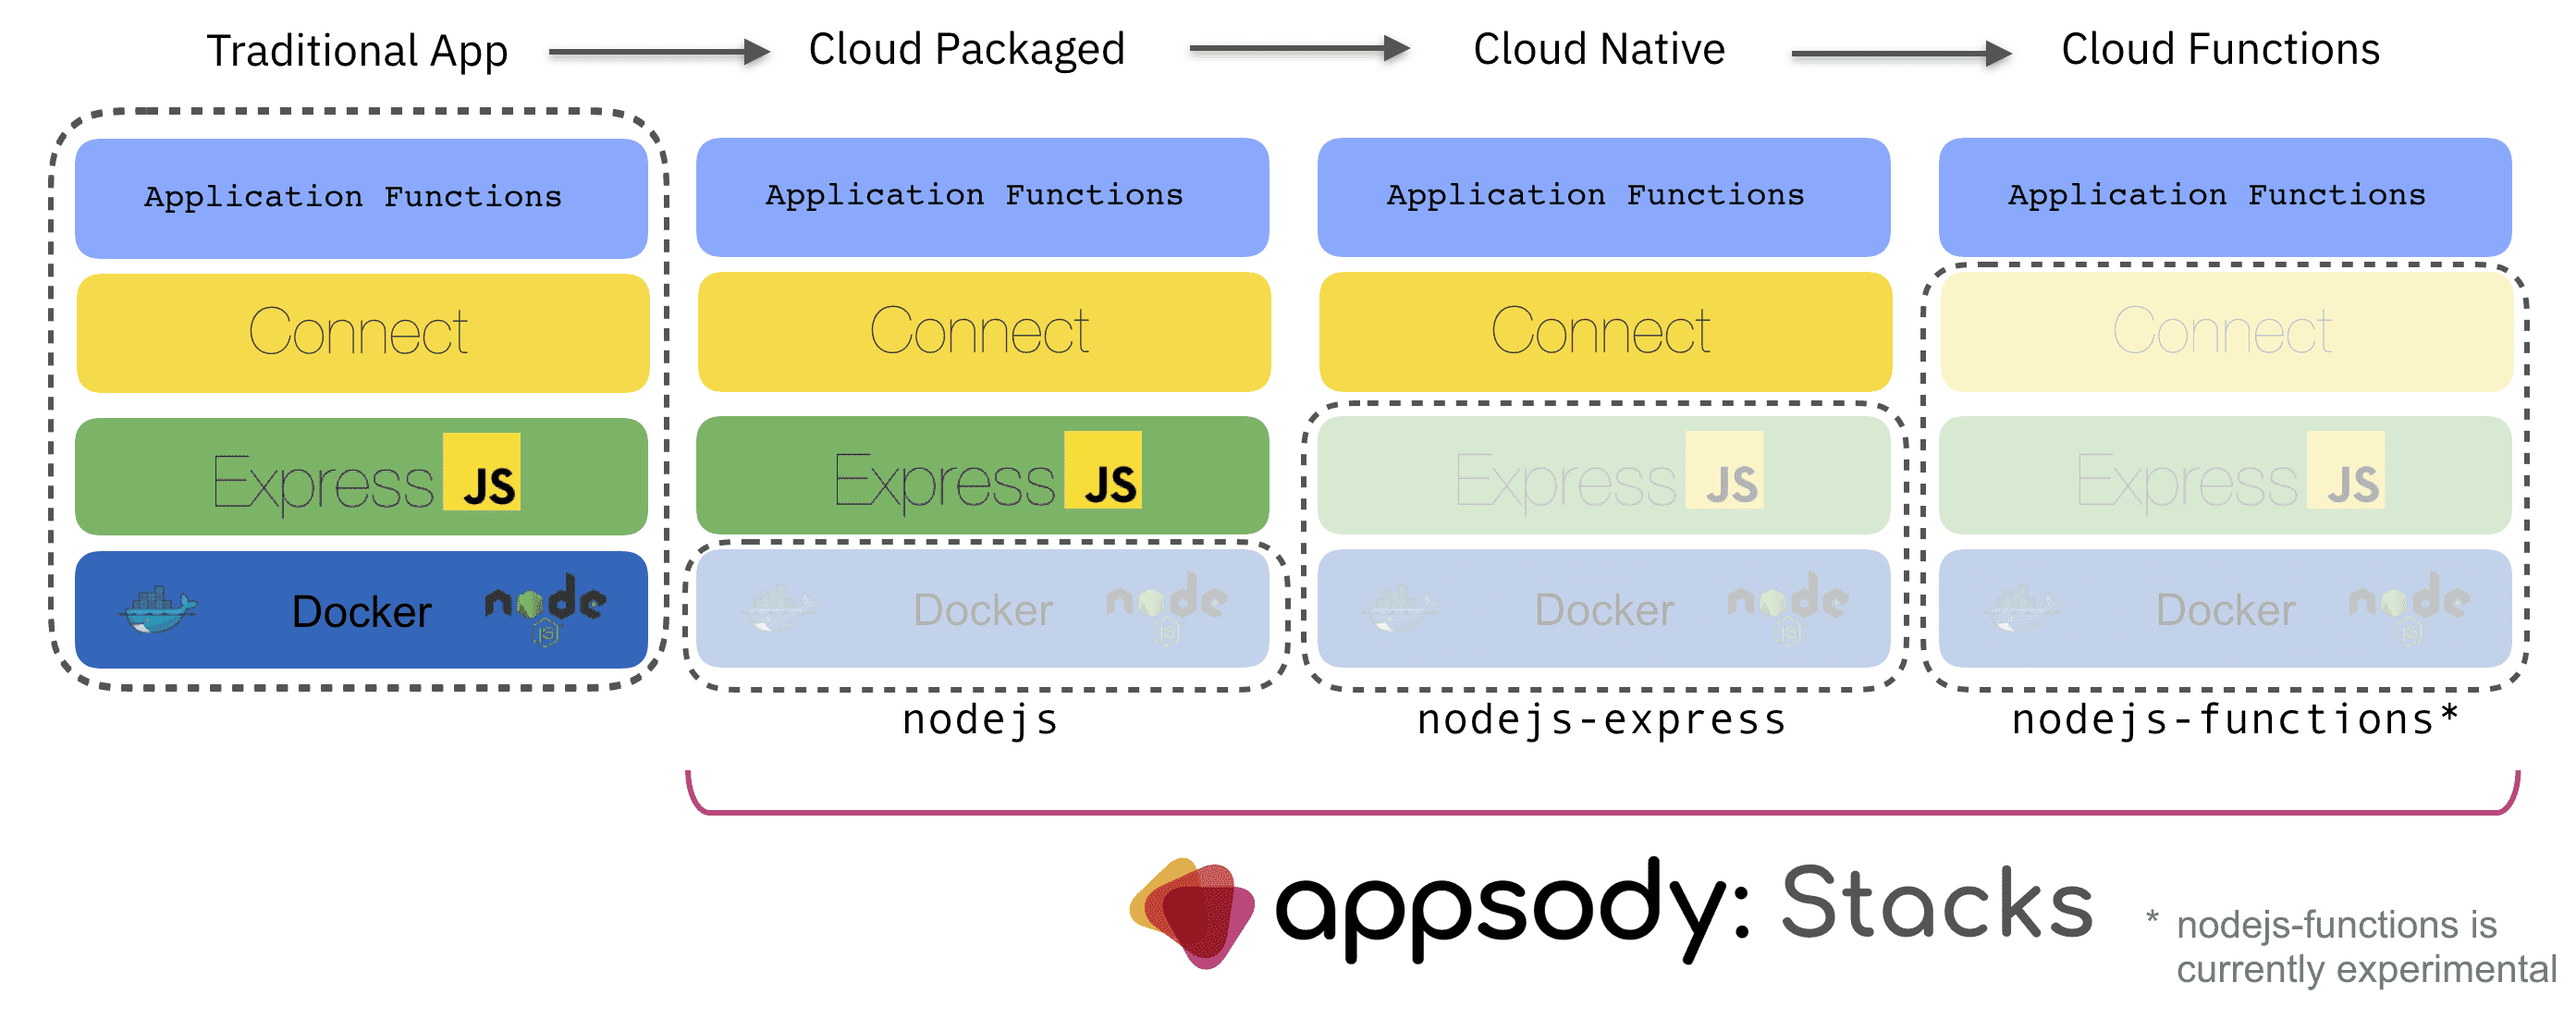 Traditional App
Cloud Packaged
Cloud Native
Cloud Functions
Application Functions
Application Functions
Application Functions
Application Functions
Connect
Connect
Connect
Connect
Express JS
Express JS
Express JS
Express JS
Docker node JS
Docker node JS
Docker node JS
Docker node JS
nodejs
nodejs-express
nodejs-functions*
appsody: Stacks
* nodejs-functions is
currently experimental